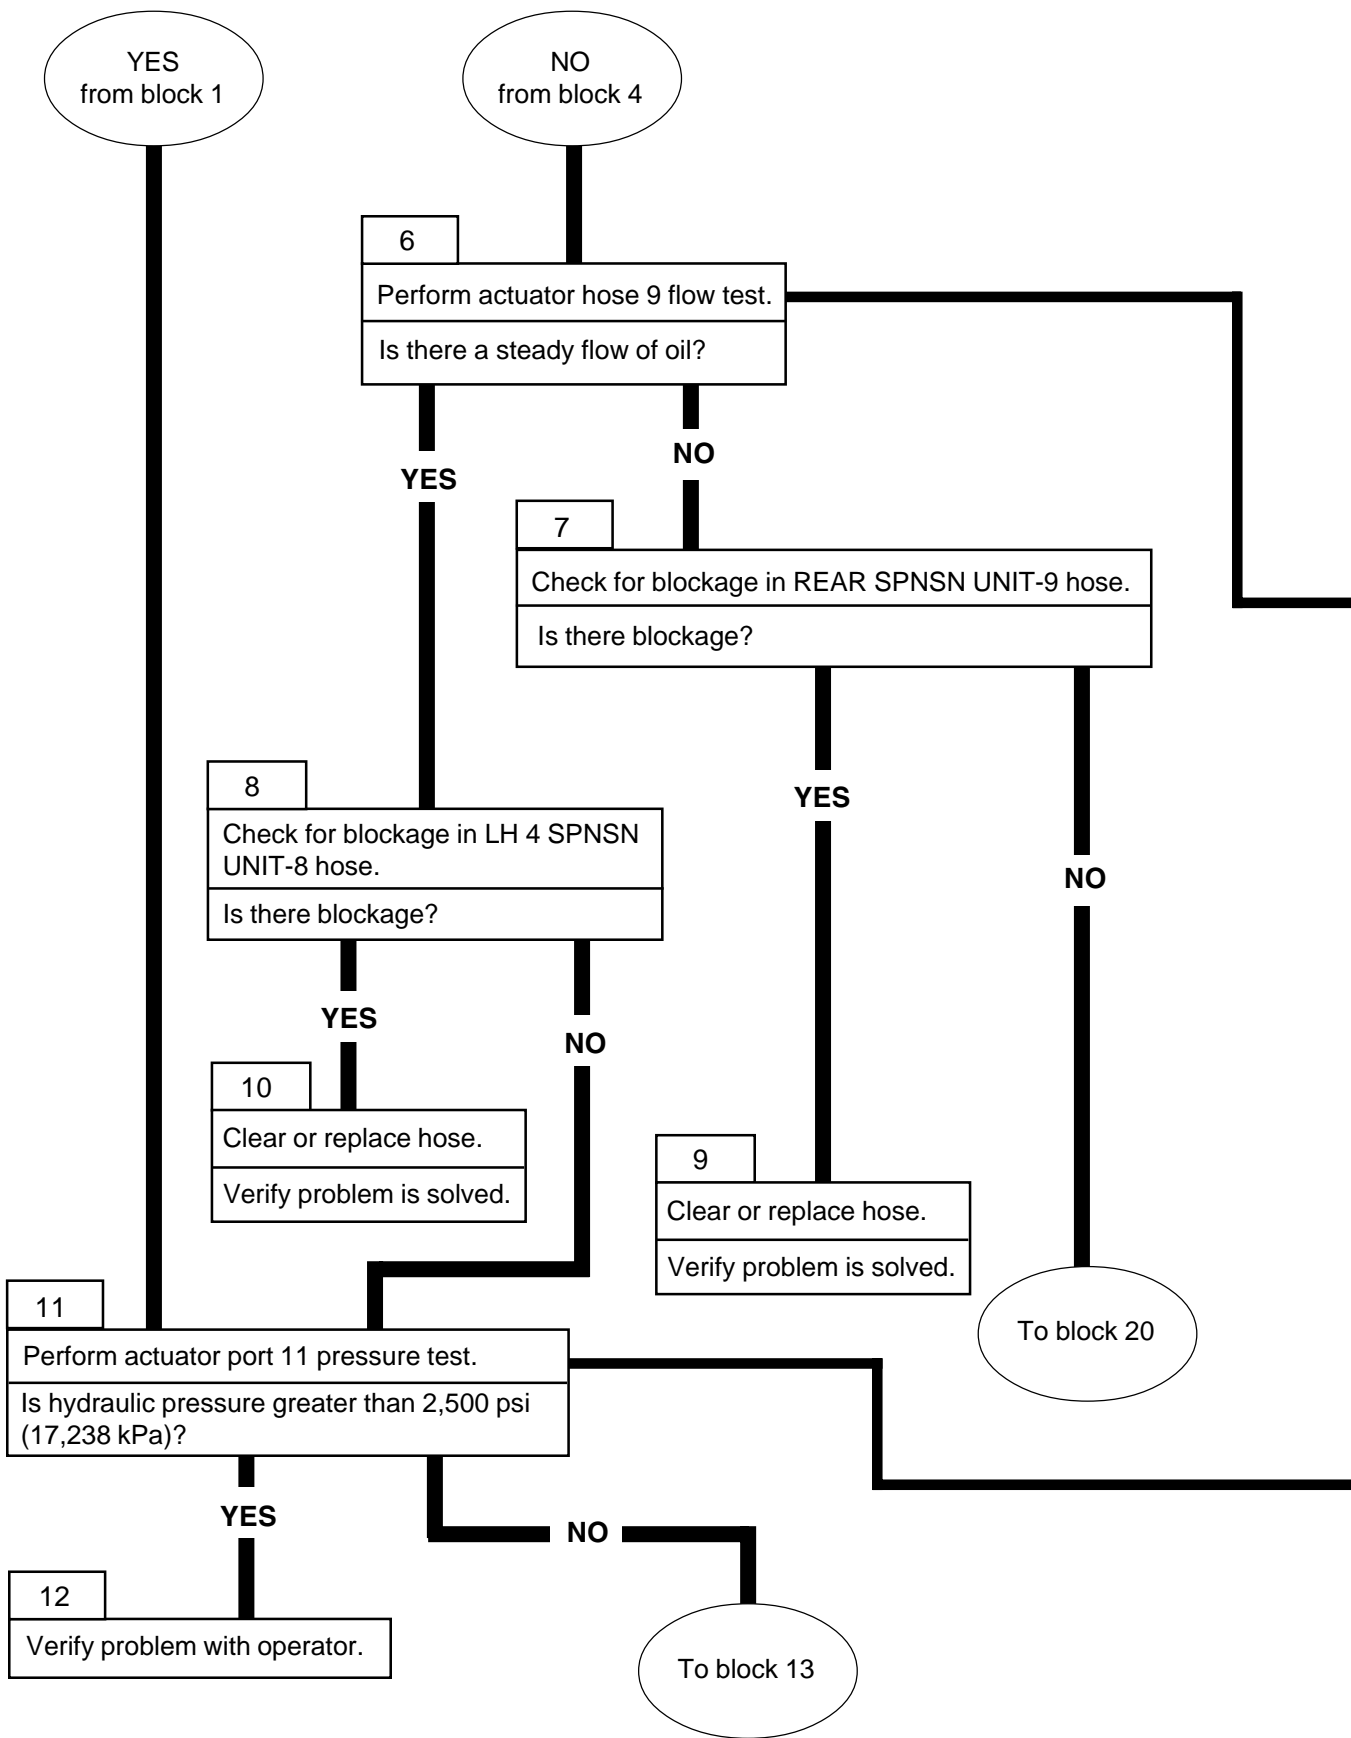 YES
from block 1
NO
from block 4
6
Perform actuator hose 9 flow test.
Is there a steady flow of oil?
YES
NO
7
Check for blockage in REAR SPNSN UNIT-9 hose.
Is there blockage?
8
Check for blockage in LH 4 SPNSN
UNIT-8 hose.
Is there blockage?
YES
NO
YES
NO
10
Clear or replace hose.
Verify problem is solved.
9
Clear or replace hose.
Verify problem is solved.
11
Perform actuator port 11 pressure test.
Is hydraulic pressure greater than 2,500 psi
(17,238 kPa)?
To block 20
YES
NO
12
Verify problem with operator.
To block 13